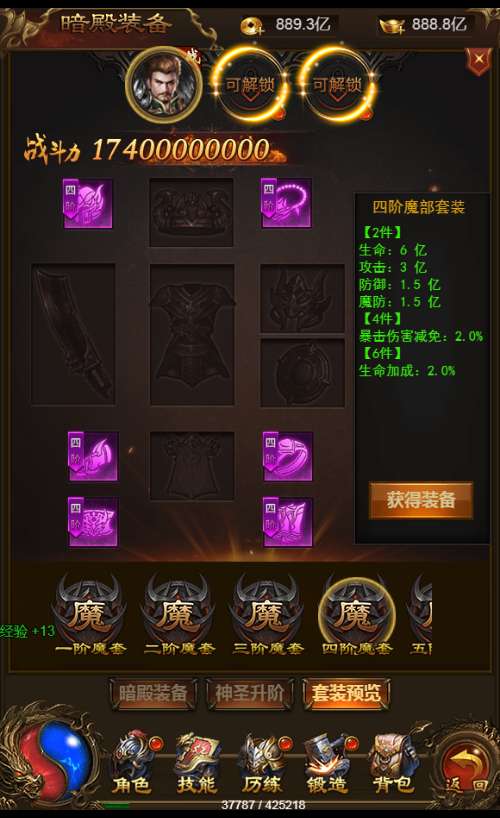 暗殿装备
889.3亿
888.8亿
战
可解锁
可解锁
战斗力 17400000000
四阶
四阶
四阶魔部套装
【2件】
生命：6 亿
攻击：3 亿
防御：1.5 亿
魔防：1.5 亿
【4件】
暴击伤害减免：2.0%
【6件】
生命加成：2.0%
四阶
四阶
四阶
四阶
获得装备
魔
魔
魔
魔
经验 +13
一阶魔套
二阶魔套
三阶魔套
四阶魔套
五阶
暗殿装备
神圣升阶
套装预览
角色
技能
历练
锻造
背包
返回
37787 / 425218